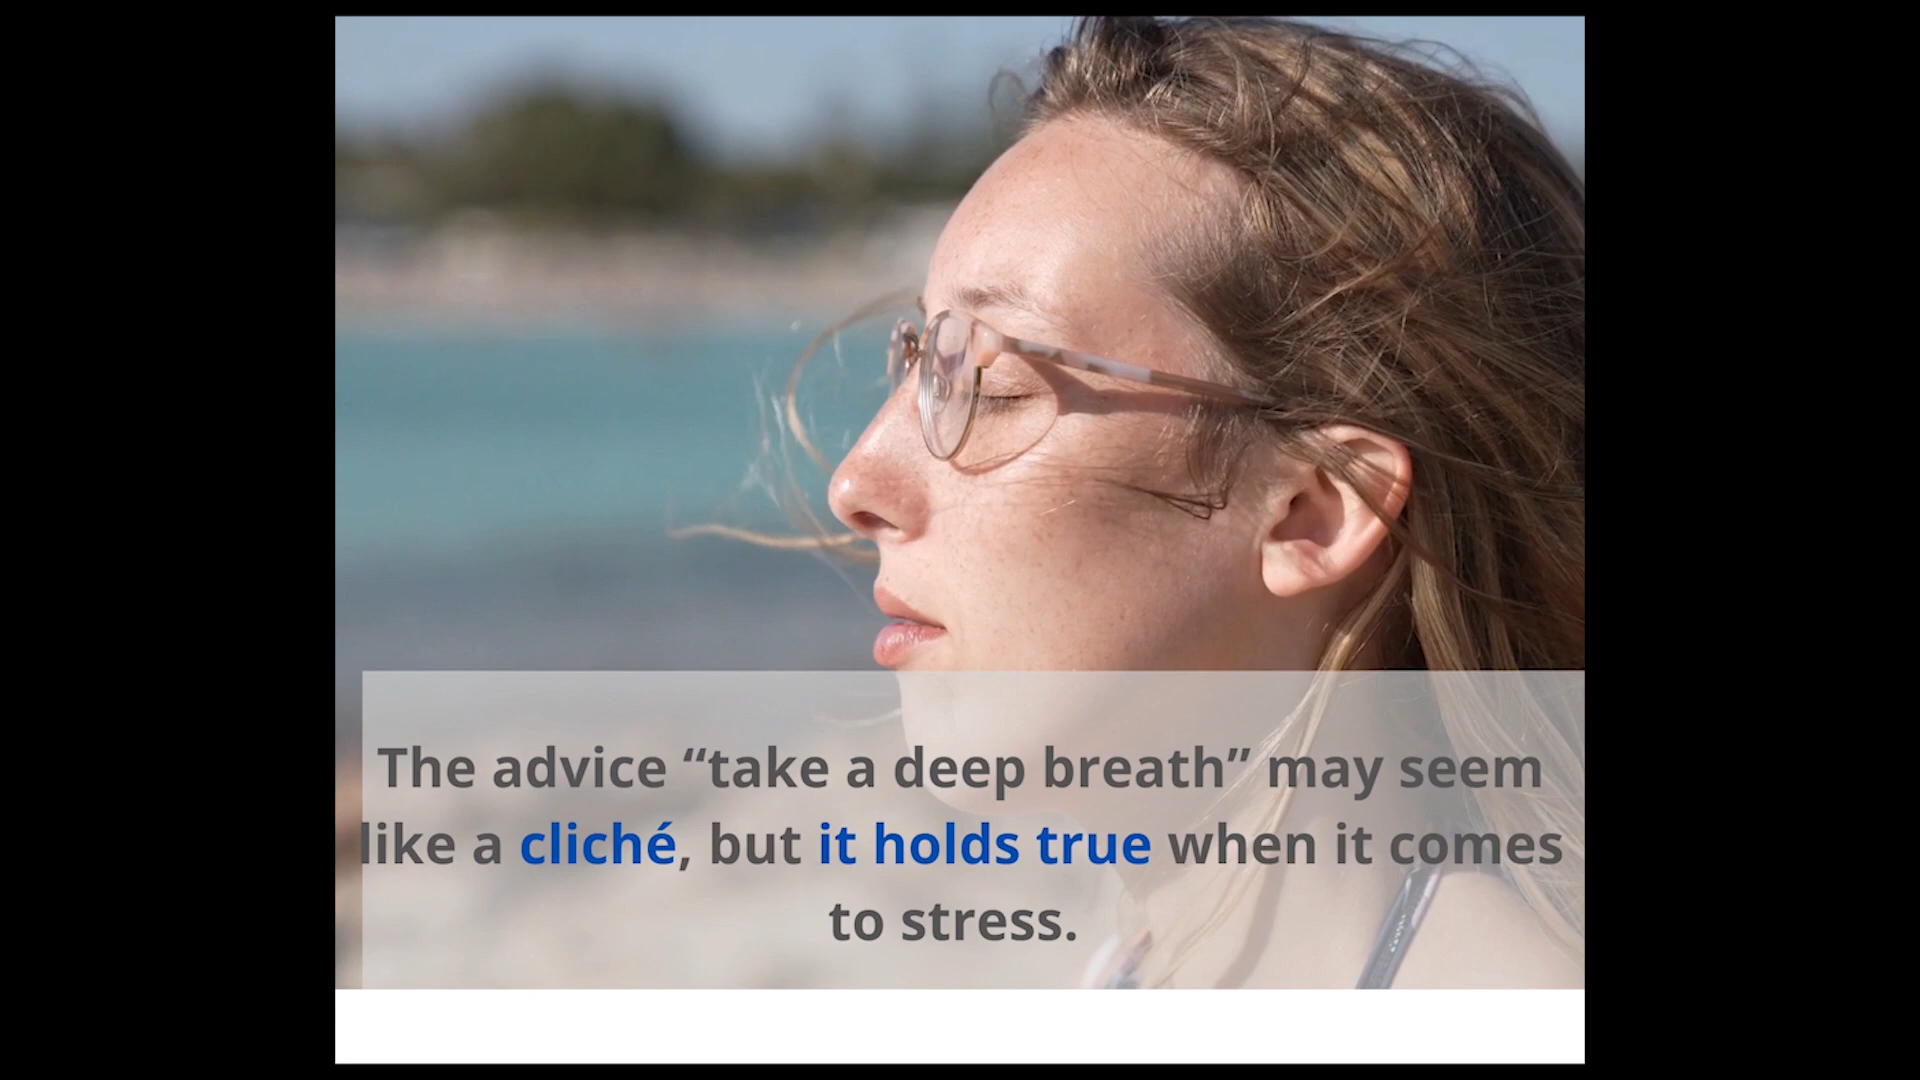 The advice “take a deep breath” may seem
like a cliché, but it holds true when it comes
to stress.